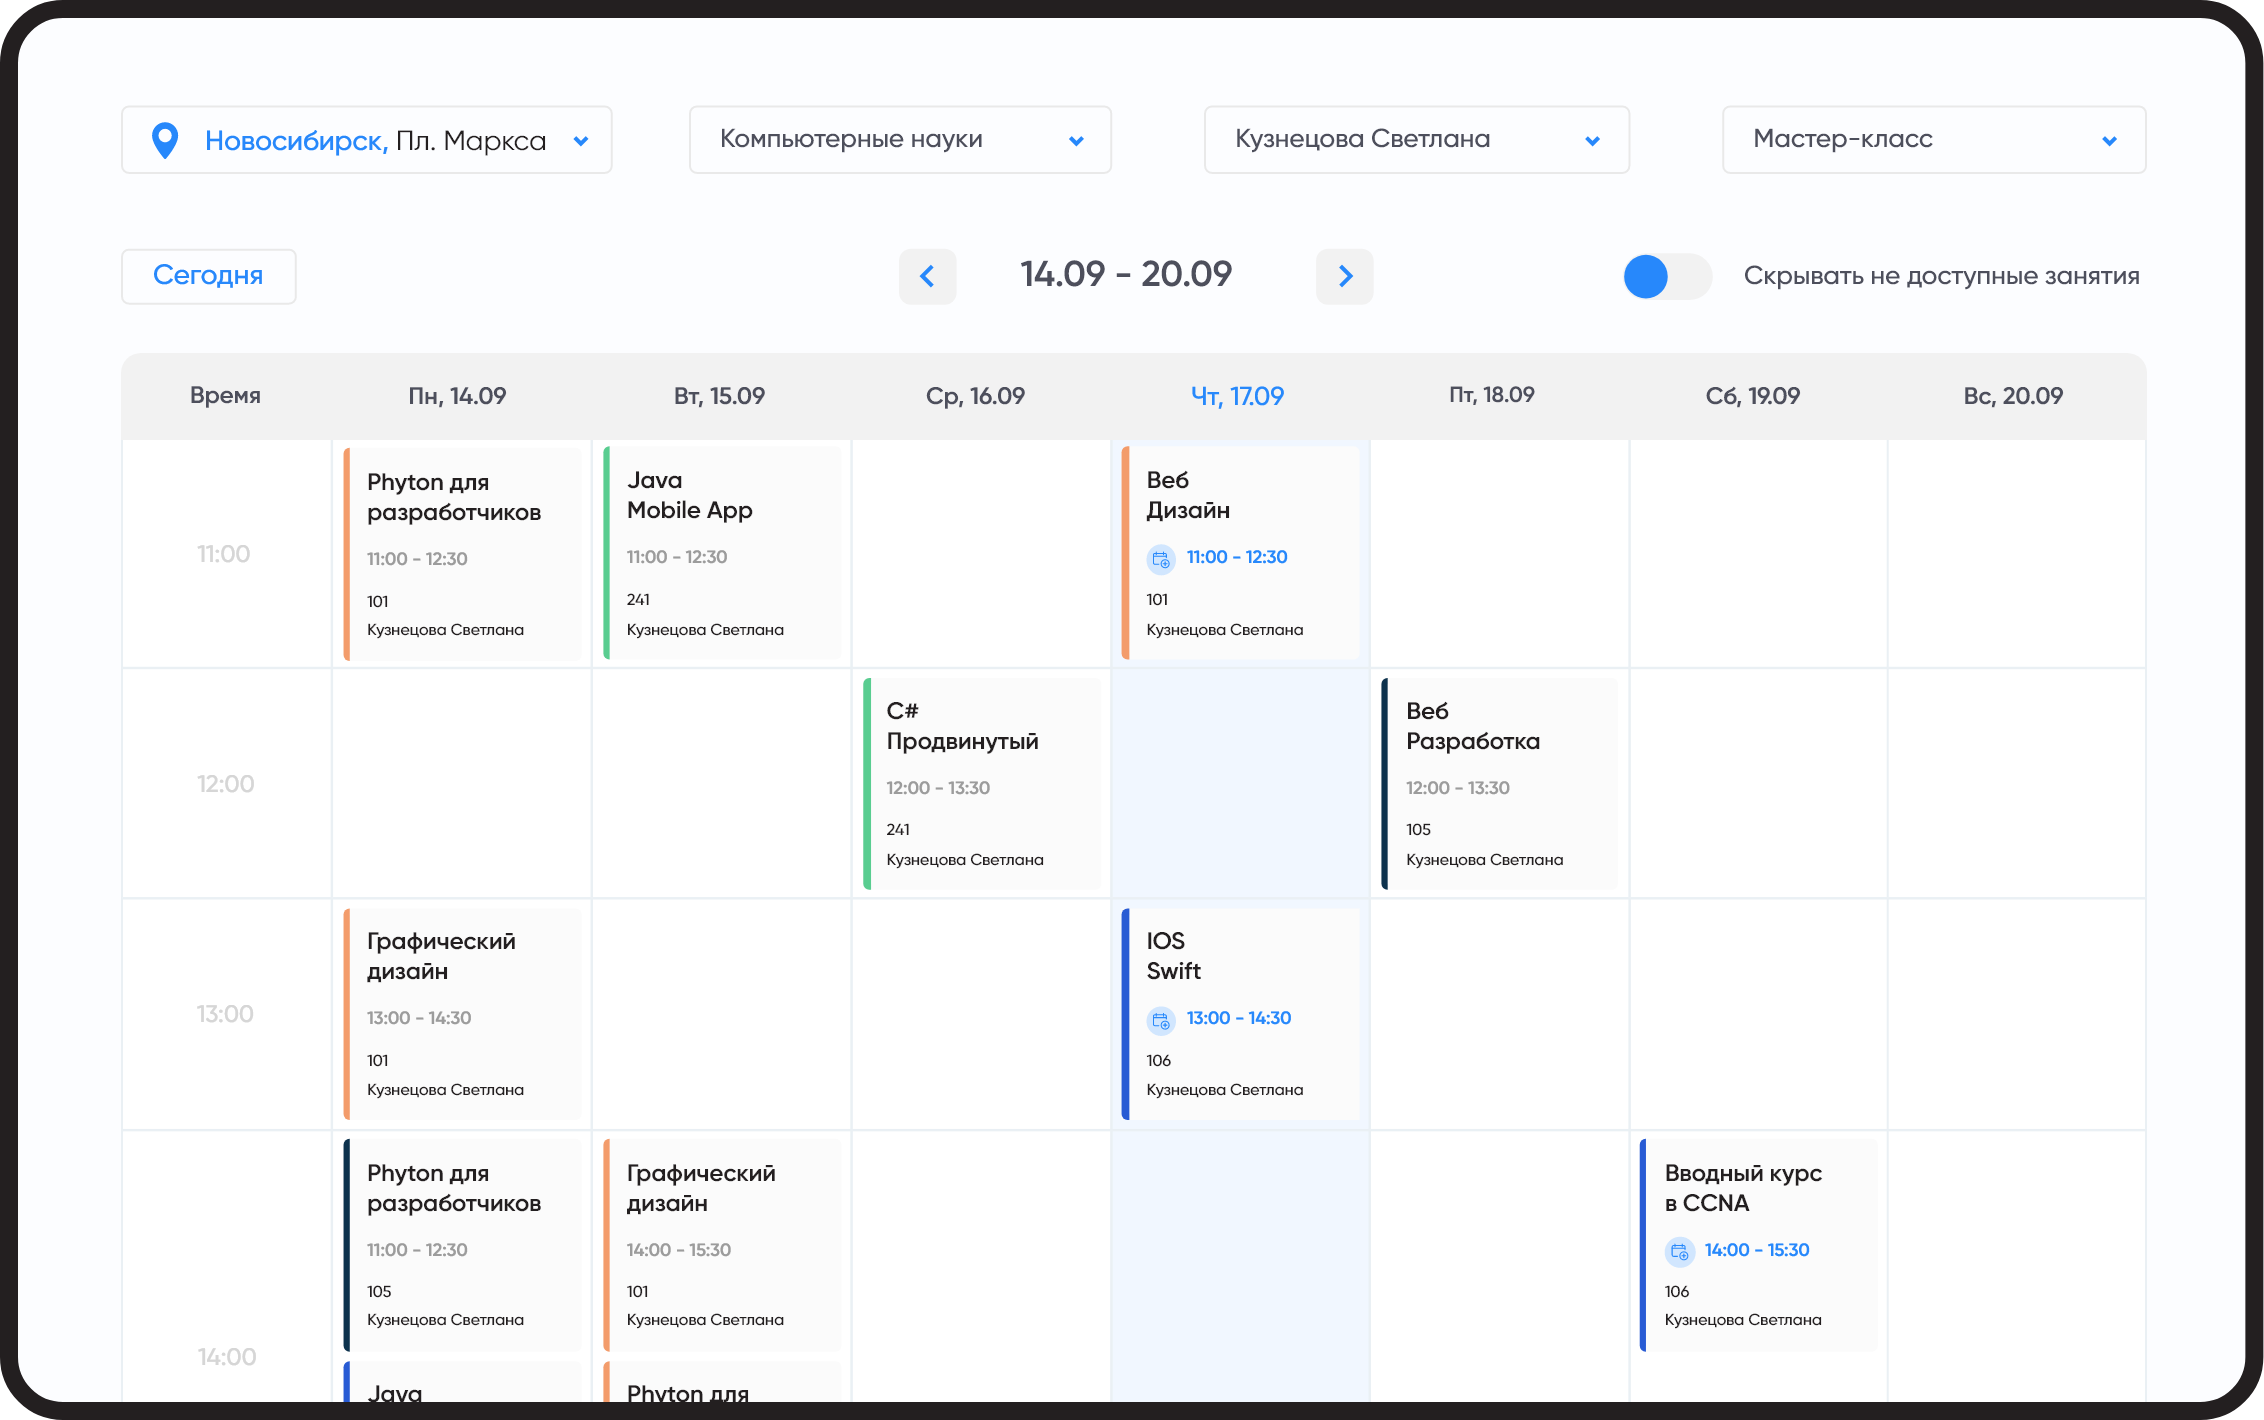 Новосибирск, Пл. Маркса
Компьютерные науки
Кузнецова Светлана
Мастер-класс
Сегодня
14.09 - 20.09
Скрывать не доступные занятия
Время
Пн, 14.09
Вт, 15.09
Ср, 16.09
Чт, 17.09
Пт, 18.09
Сб, 19.09
Вс, 20.09
11:00
Phyton для
разработчиков
11:00 - 12:30
101
Кузнецова Светлана
Java
Mobile App
11:00 - 12:30
241
Кузнецова Светлана
Веб
Дизайн
11:00 - 12:30
101
Кузнецова Светлана
12:00
C#
Продвинутый
12:00 - 13:30
241
Кузнецова Светлана
Веб
Разработка
12:00 - 13:30
105
Кузнецова Светлана
13:00
Графический
дизайн
13:00 - 14:30
101
Кузнецова Светлана
IOS
Swift
13:00 - 14:30
106
Кузнецова Светлана
14:00
Phyton для
разработчиков
11:00 - 12:30
105
Кузнецова Светлана
Java
Графический
дизайн
14:00 - 15:30
101
Кузнецова Светлана
Phyton для
Вводный курс
в CCNA
14:00 - 15:30
106
Кузнецова Светлана